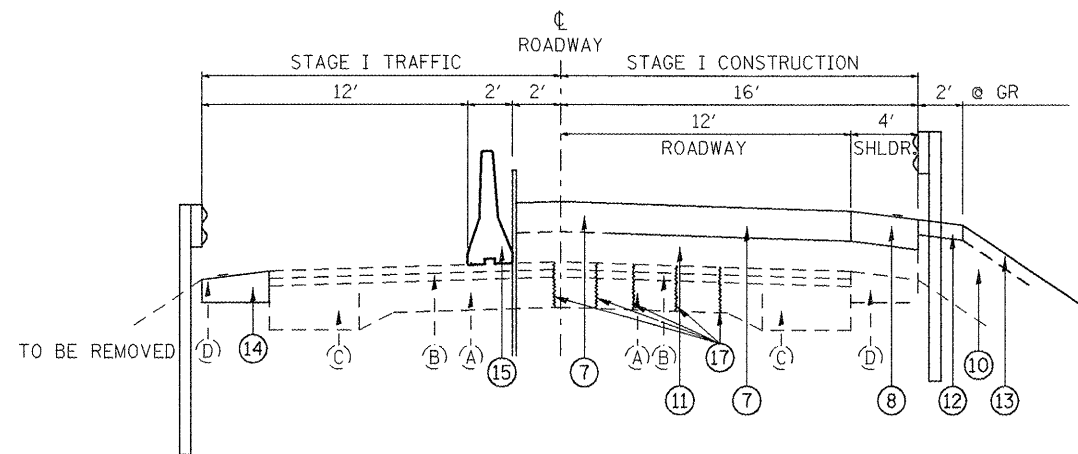 ℄
ROADWAY
STAGE I TRAFFIC
STAGE I CONSTRUCTION
12' 2' 2' 16' 2' @ GR
12' 4'
ROADWAY SHLDR.
TO BE REMOVED
D 14 C B A 15 7 A B 17 C D 10
11 7 8 12 13